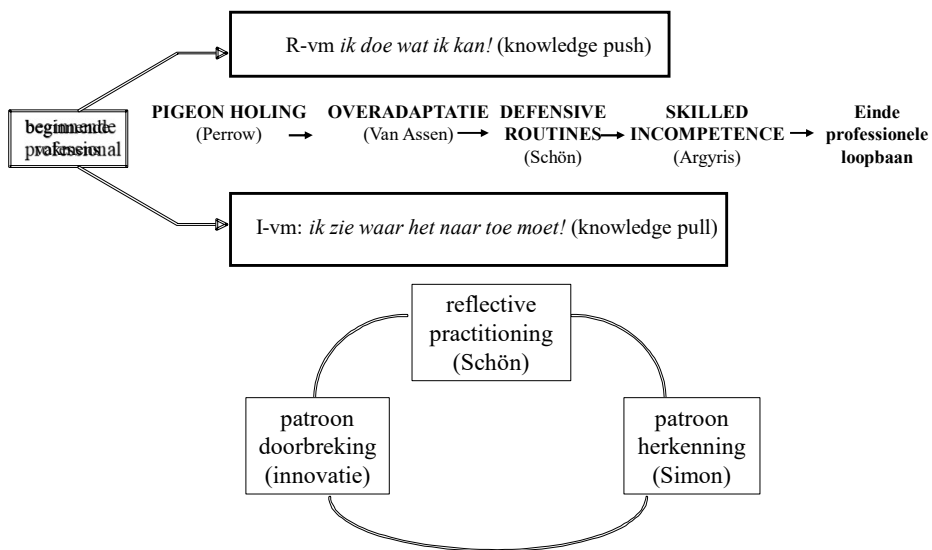 R-vm ik doe wat ik kan! (knowledge push)
beginnende
professional
PIGEON HOLING
(Perrow)
OVERADAPTATIE
(Van Assen)
DEFENSIVE
ROUTINES
(Schön)
SKILLED
INCOMPETENCE
(Argyris)
Einde
professionele
loopbaan
I-vm: ik zie waar het naar toe moet! (knowledge pull)
reflective
practitioning
(Schön)
patroon
doorbreking
(innovatie)
patroon
herkenning
(Simon)